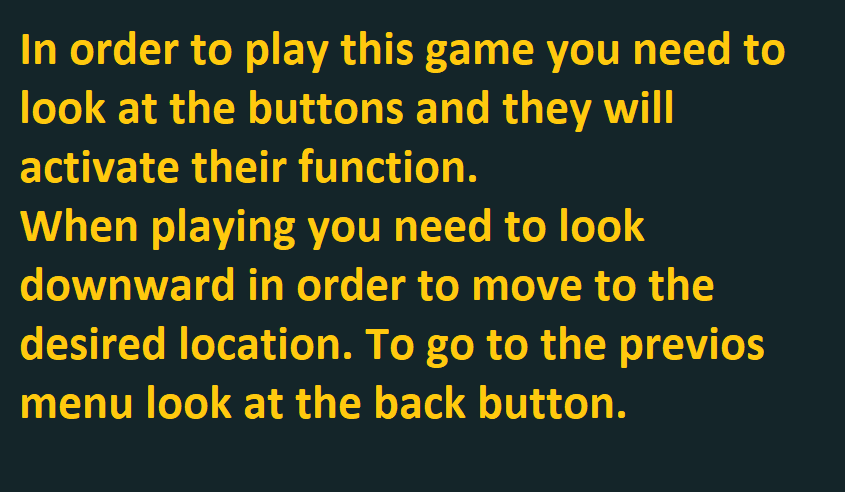 In order to play this game you need to
look at the buttons and they will
activate their function.
When playing you need to look
downward in order to move to the
desired location. To go to the previos
menu look at the back button.